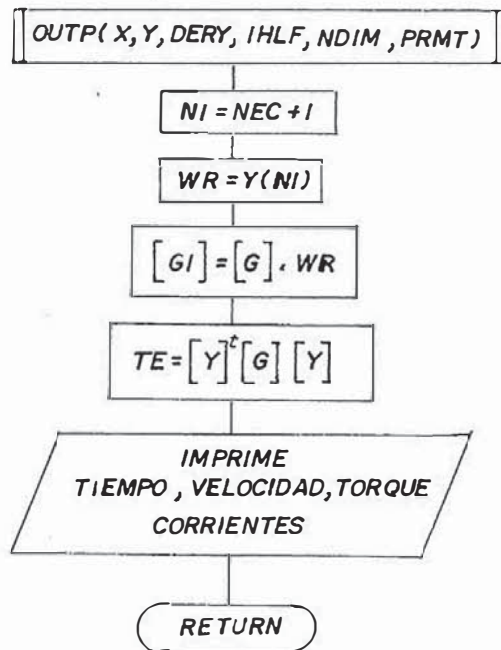 OUTP( X, Y, DERY, IHLF, NDIM, PRMT )
NI = NEC + I
WR = Y(NI)
[GI] = [G] . WR
TE = [Y]^t [G] [Y]
IMPRIME
TIEMPO, VELOCIDAD, TORQUE
CORRIENTES
RETURN